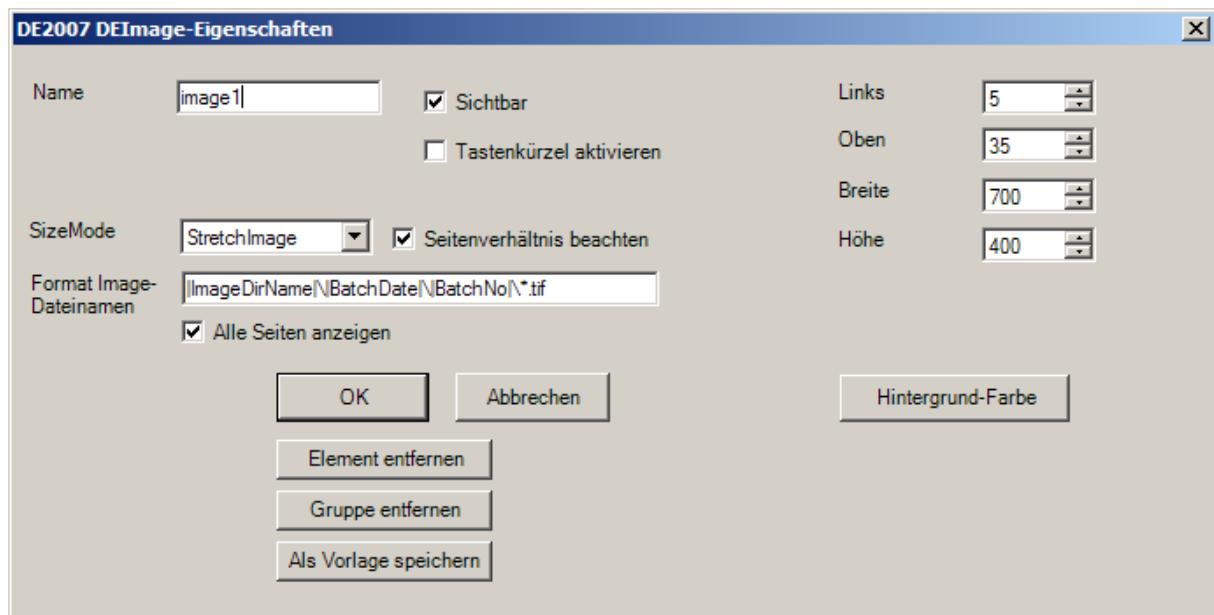 DE2007 DEImage-Eigenschaften
Name
image1
Sichtbar
Links
5
Tastenkürzel aktivieren
Oben
35
Breite
700
SizeMode
StretchImage
Seitenverhältnis beachten
Höhe
400
Format Image-
Dateinamen
|ImageDirName|\|BatchDate|\|BatchNo|\*.tif
Alle Seiten anzeigen
OK
Abbrechen
Hintergrund-Farbe
Element entfernen
Gruppe entfernen
Als Vorlage speichern